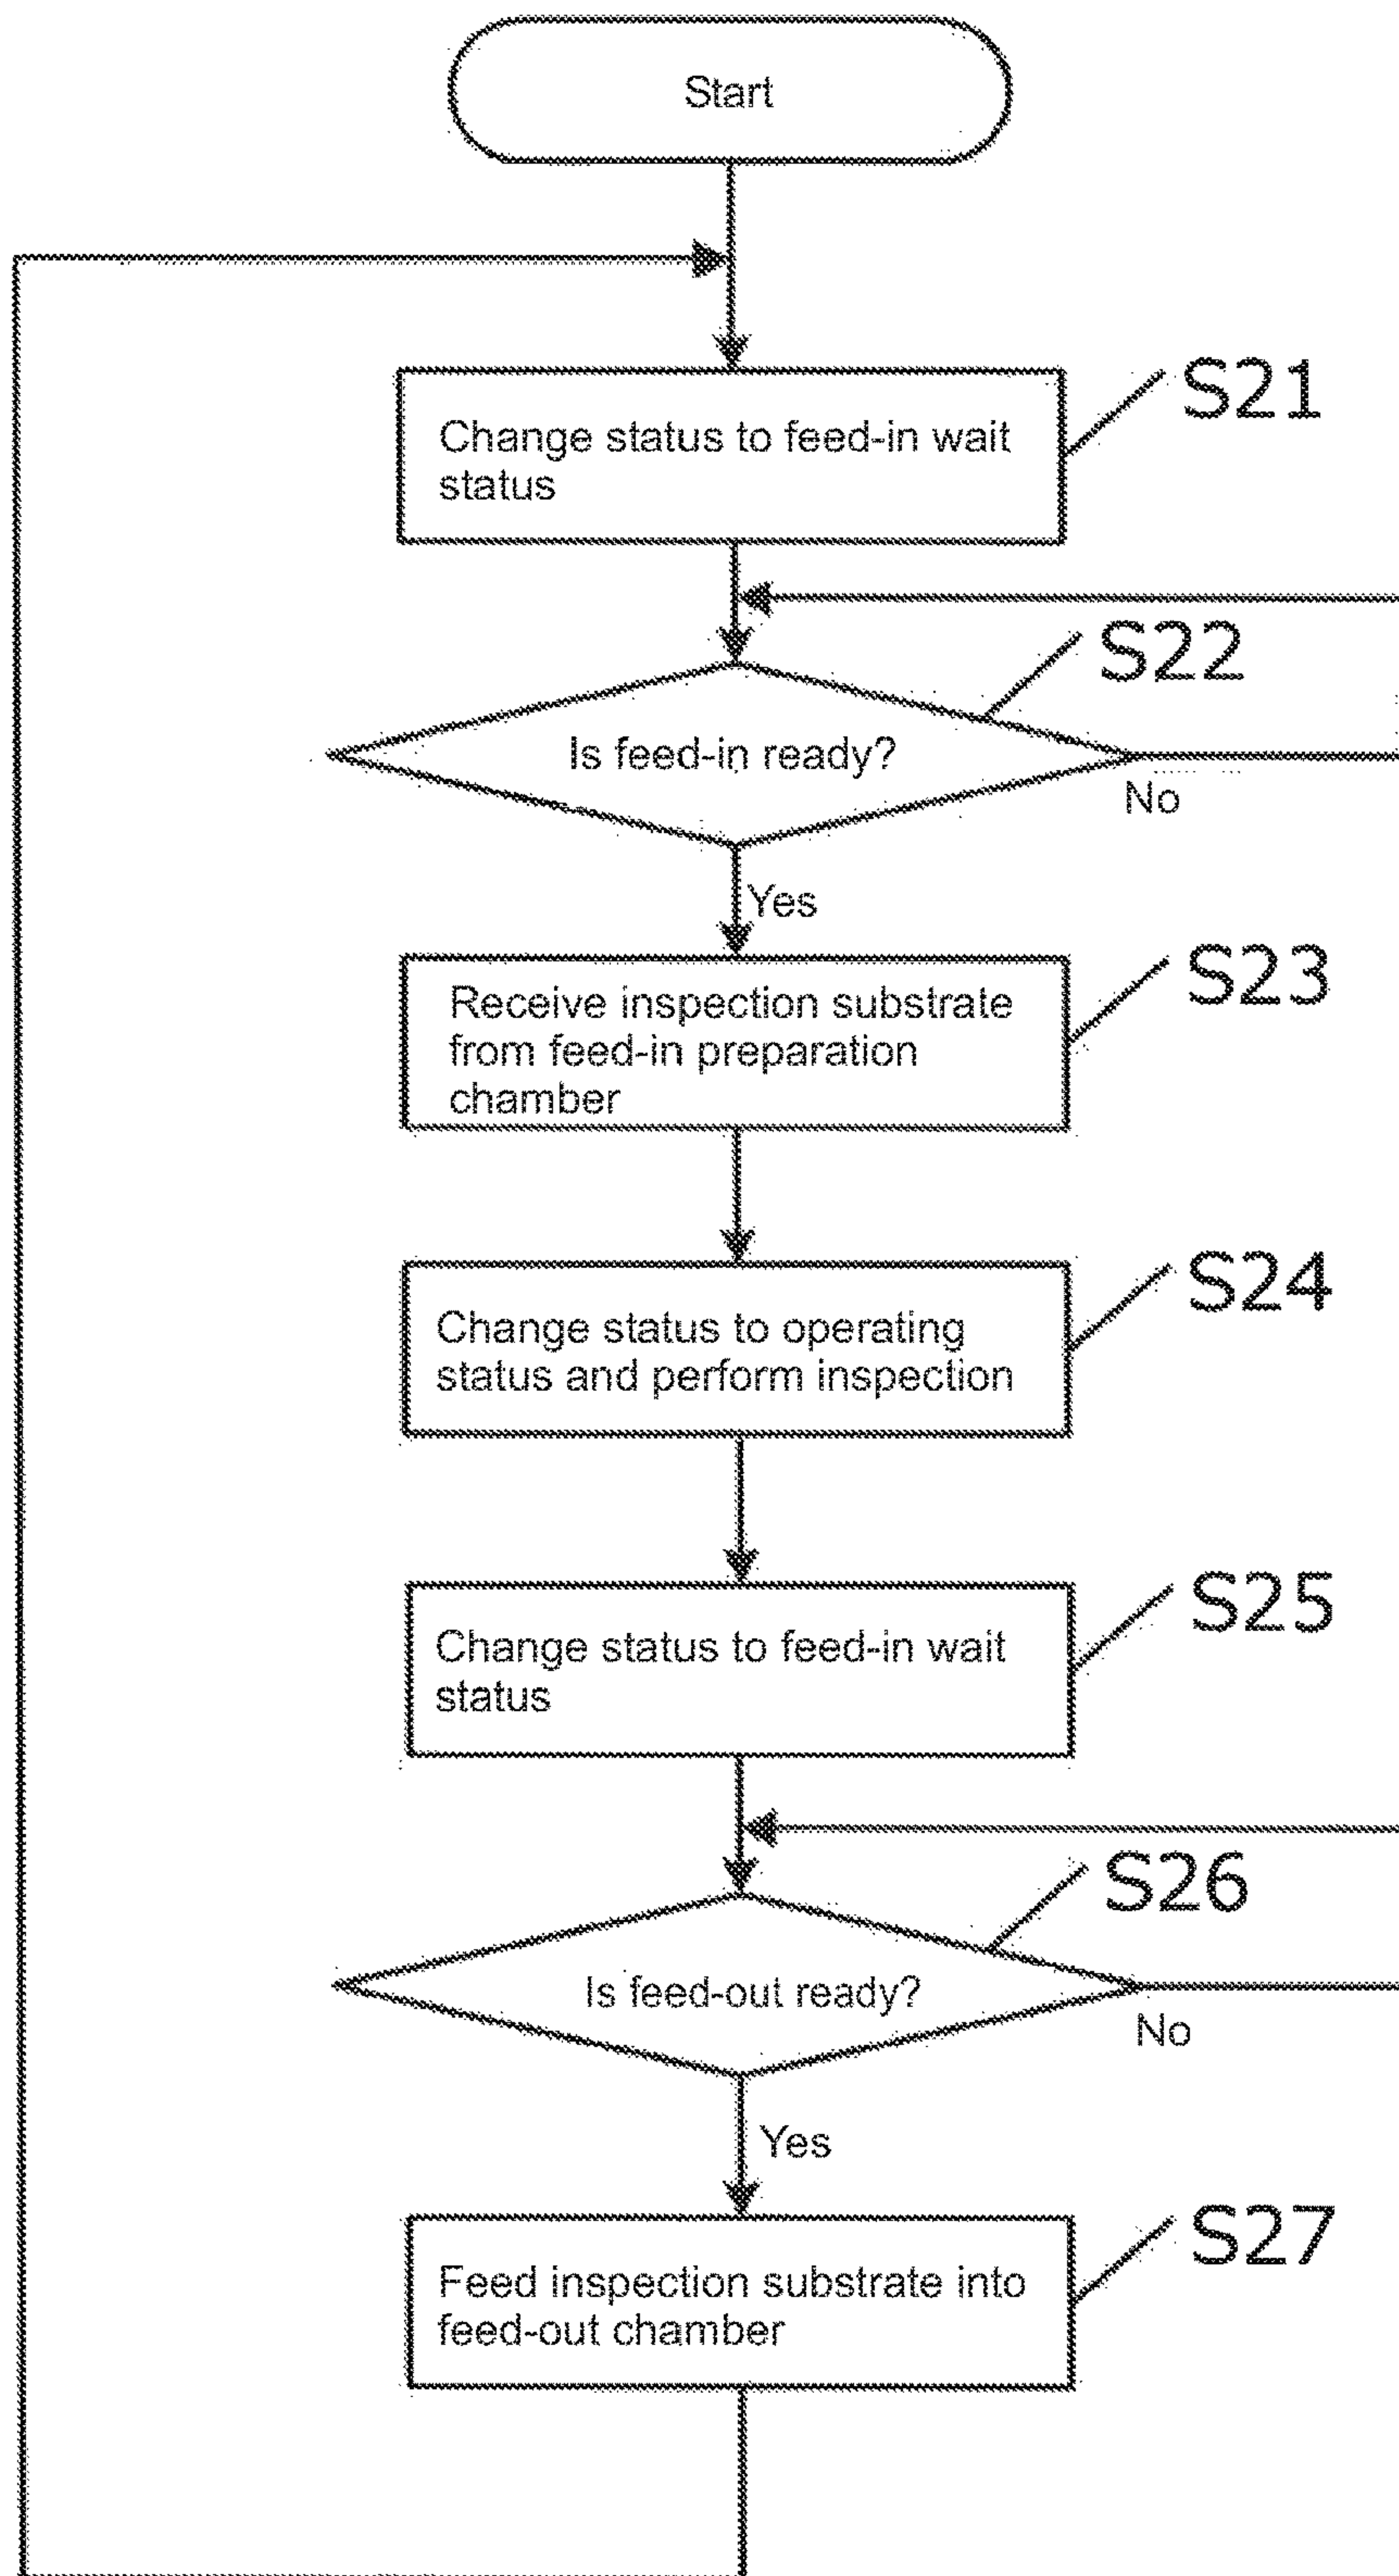 Start
S21
Change status to feed-in wait
status
S22
Is feed-in ready?
No
Yes
S23
Receive inspection substrate
from feed-in preparation
chamber
S24
Change status to operating
status and perform inspection
S25
Change status to feed-in wait
status
S26
Is feed-out ready?
No
Yes
S27
Feed inspection substrate into
feed-out chamber